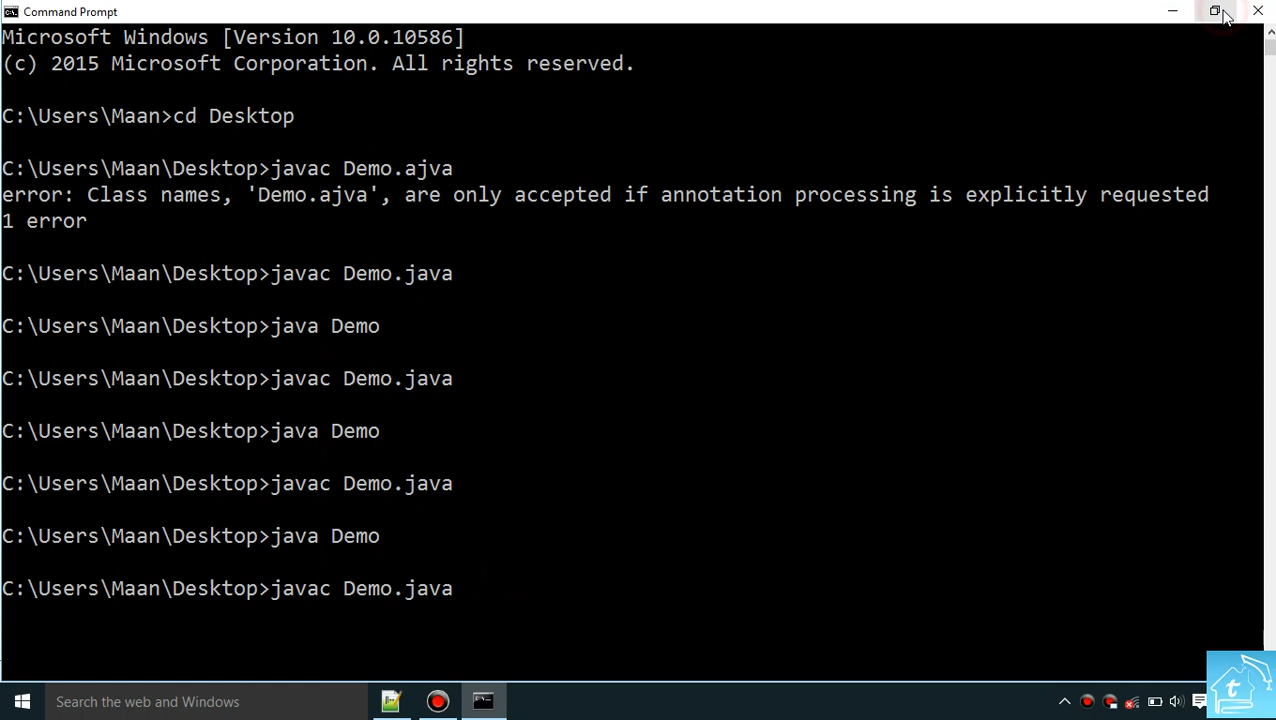 Command Prompt
Microsoft Windows [Version 10.0.10586]
(c) 2015 Microsoft Corporation. All rights reserved.
C:\Users\Maan>cd Desktop
C:\Users\Maan\Desktop>javac Demo.ajva
error: Class names, 'Demo.ajva', are only accepted if annotation processing is explicitly requested
1 error
C:\Users\Maan\Desktop>javac Demo.java
C:\Users\Maan\Desktop>java Demo
C:\Users\Maan\Desktop>javac Demo.java
C:\Users\Maan\Desktop>java Demo
C:\Users\Maan\Desktop>javac Demo.java
C:\Users\Maan\Desktop>java Demo
C:\Users\Maan\Desktop>javac Demo.java
Search the web and Windows
t